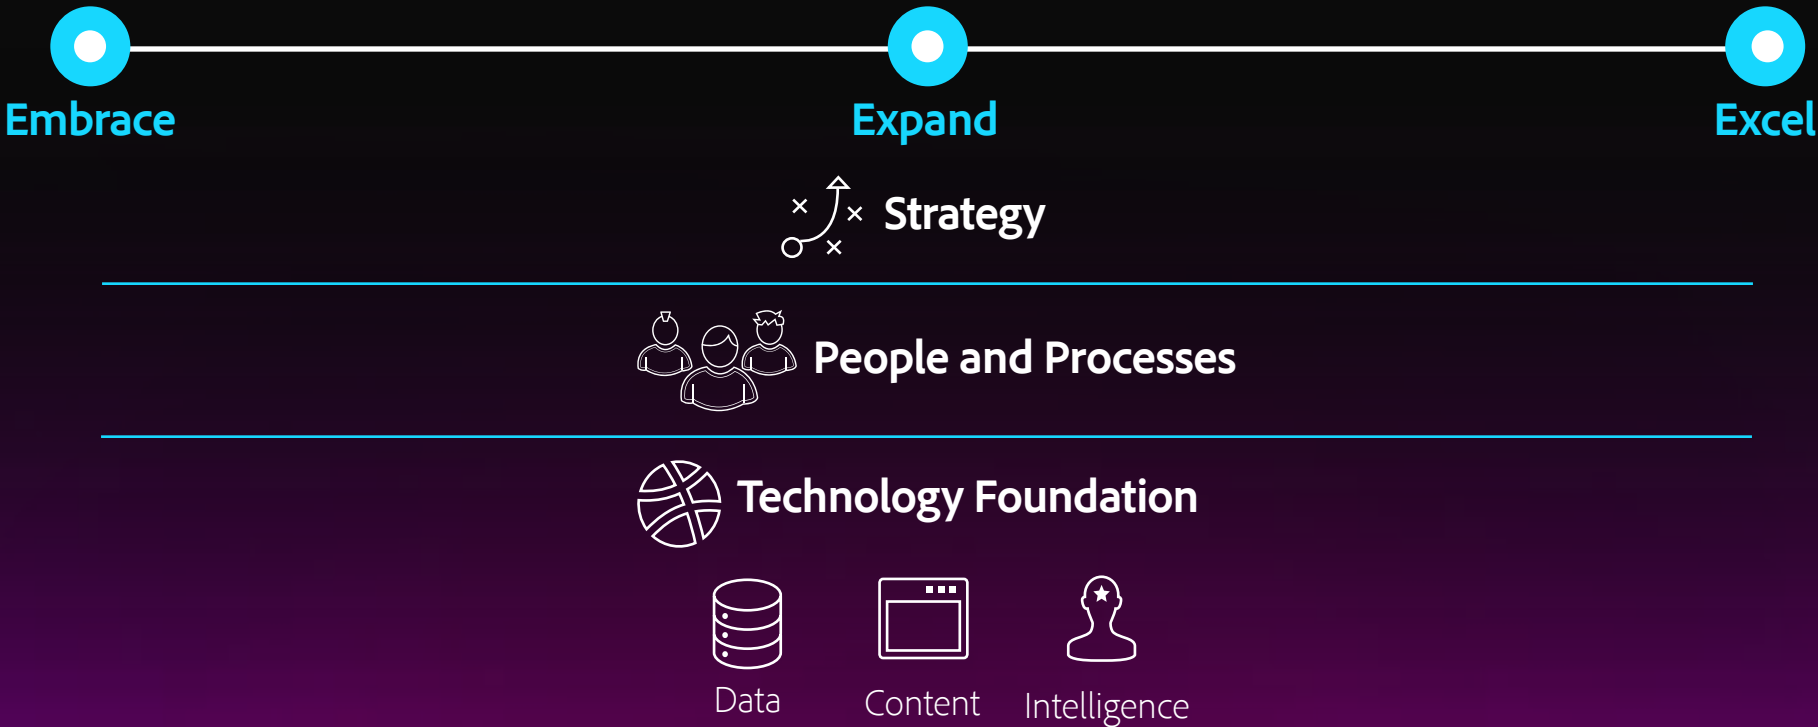 Embrace
Expand
Excel
Strategy
People and Processes
Technology Foundation
Data
Content
Intelligence